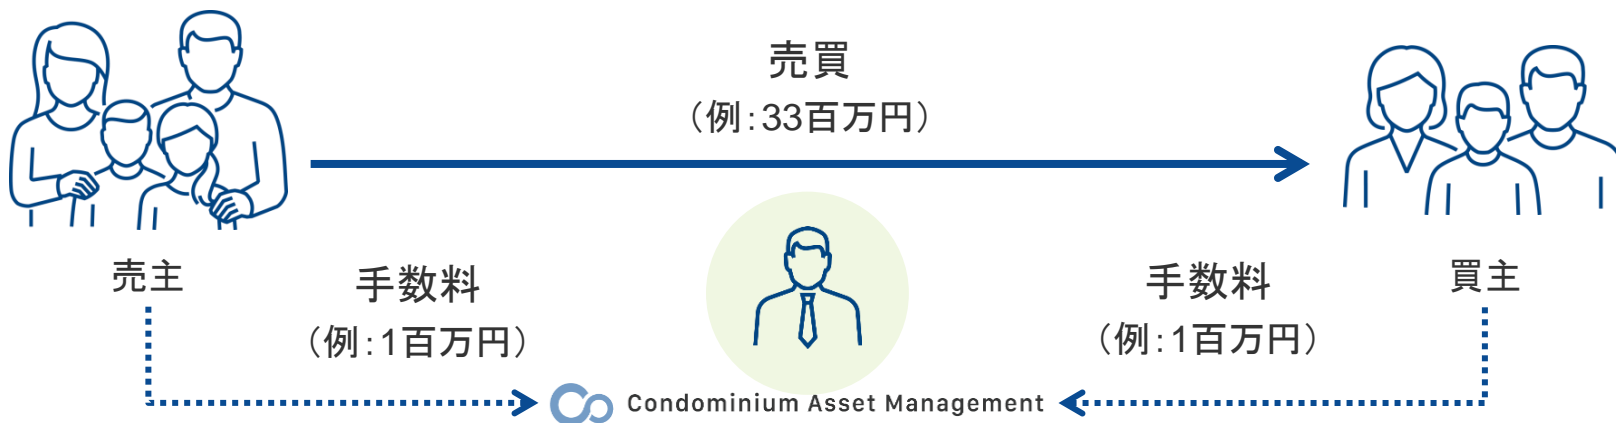 売買
（例：33百万円）
売主
手数料
（例：1百万円）
手数料
（例：1百万円）
買主
Condominium Asset Management